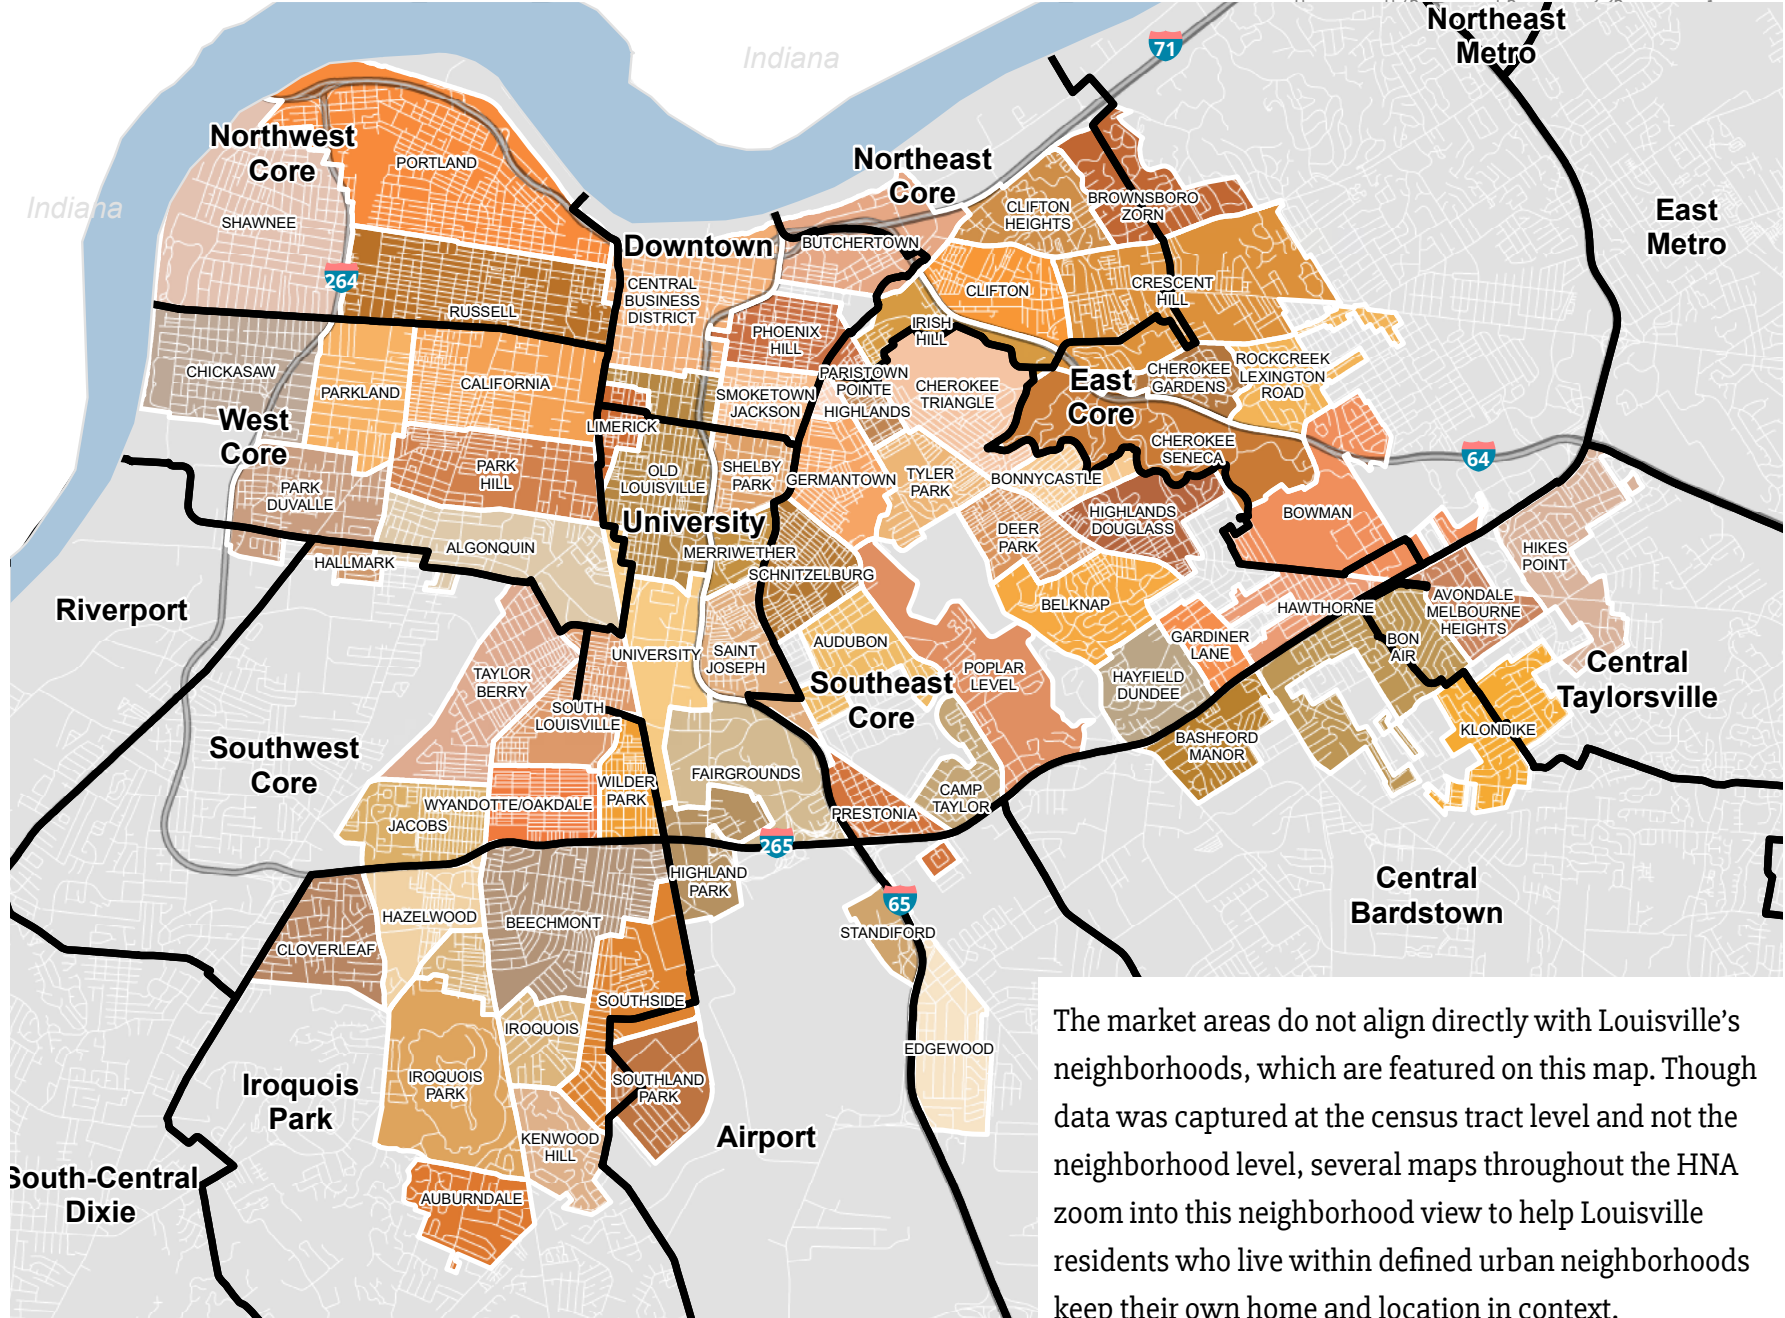 Indiana
71
Northeast
Metro
Northwest
Core
PORTLAND
Northeast
Core
Indiana
SHAWNEE
CLIFTON
HEIGHTS
BROWNSBORO
ZORN
East
Metro
Downtown
BUTCHERTOWN
264
CENTRAL
BUSINESS
DISTRICT
CLIFTON
CRESCENT
HILL
RUSSELL
PHOENIX
HILL
IRISH
HILL
CHICKASAW
PARKLAND
CALIFORNIA
SMOKETOWN
JACKSON
PARISTOWN
POINTE
HIGHLANDS
CHEROKEE
TRIANGLE
East
Core
CHEROKEE
GARDENS
ROCKCREEK
LEXINGTON
ROAD
West
Core
LIMERICK
CHEROKEE
SENECA
64
PARK
HILL
OLD
LOUISVILLE
SHELBY
PARK
GERMANTOWN
TYLER
PARK
BONNYCASTLE
PARK
DUVALLE
University
HIGHLANDS
DOUGLASS
BOWMAN
DEER
PARK
ALGONQUIN
MERRIWETHER
HIKES
POINT
HALLMARK
SCHNITZELBURG
Riverport
BELKNAP
HAWTHORNE
AVONDALE
MELBOURNE
HEIGHTS
AUDUBON
GARDINER
LANE
BON
AIR
UNIVERSITY
SAINT
JOSEPH
TAYLOR
BERRY
Southeast
Core
POPLAR
LEVEL
HAYFIELD
DUNDEE
Central
Taylorsville
SOUTH
LOUISVILLE
Southwest
Core
BASHFORD
MANOR
KLONDIKE
FAIRGROUNDS
WILDER
PARK
CAMP
TAYLOR
WYANDOTTE/OAKDALE
JACOBS
PRESTONIA
265
HIGHLAND
PARK
Central
Bardstown
65
HAZELWOOD
BEECHMONT
STANDIFORD
CLOVERLEAF
SOUTHSIDE
IROQUOIS
EDGEWOOD
Iroquois
Park
IROQUOIS
PARK
SOUTHLAND
PARK
Airport
KENWOOD
HILL
South-Central
Dixie
AUBURNDALE
The market areas do not align directly with Louisville’s
neighborhoods, which are featured on this map. Though
data was captured at the census tract level and not the
neighborhood level, several maps throughout the HNA
zoom into this neighborhood view to help Louisville
residents who live within defined urban neighborhoods
keep their own home and location in context.